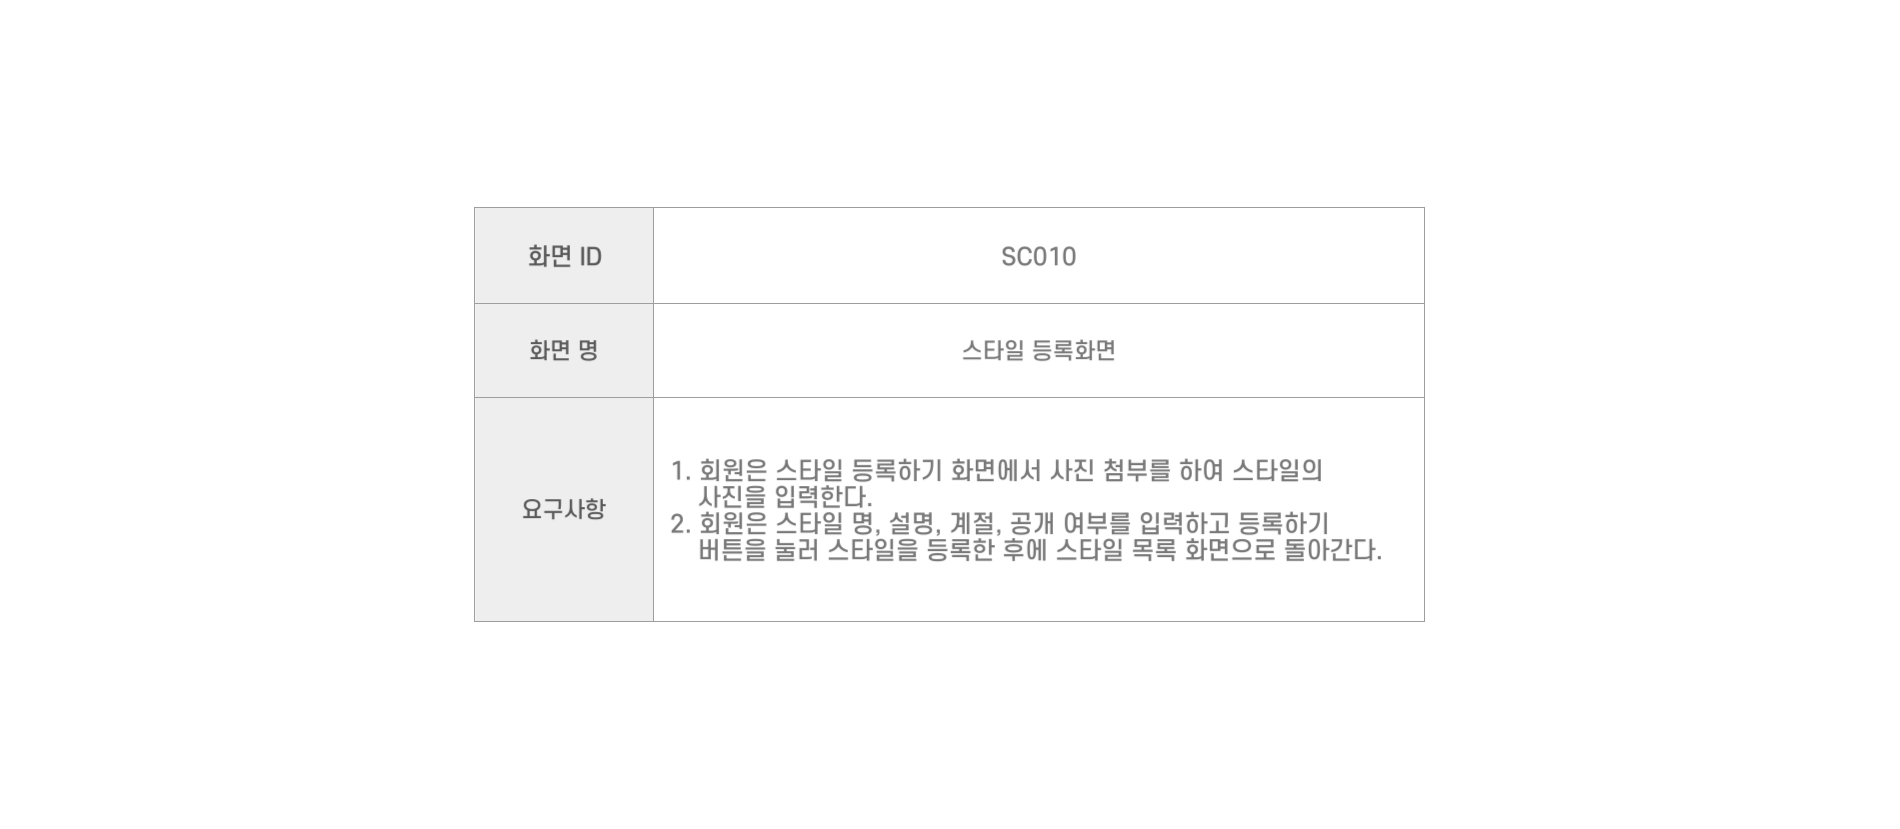 화면 ID
SC010
화면 명
스타일 등록화면
요구사항
1. 회원은 스타일 등록하기 화면에서 사진 첨부를 하여 스타일의
사진을 입력한다.
2. 회원은 스타일 명, 설명, 계절, 공개 여부를 입력하고 등록하기
버튼을 눌러 스타일을 등록한 후에 스타일 목록 화면으로 돌아간다.